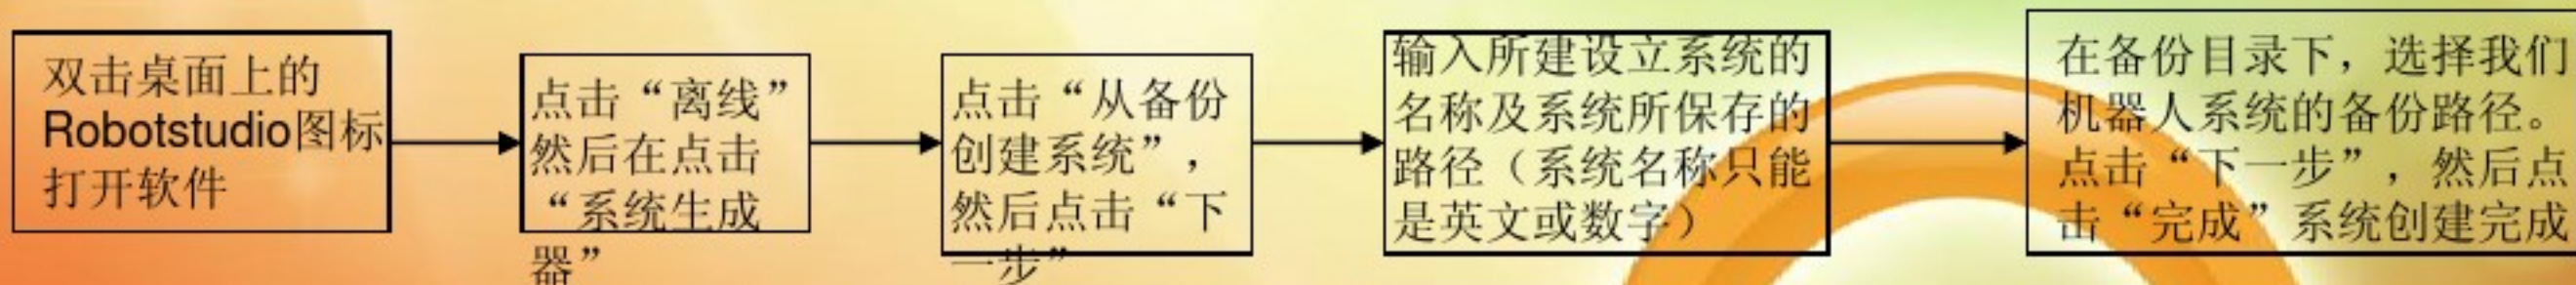 双击桌面上的
Robotstudio图标
打开软件
点击“离线”
然后在点击
“系统生成
器”
点击“从备份
创建系统”，
然后点击“下
一步”
输入所建设立系统的
名称及系统所保存的
路径（系统名称只能
是英文或数字）
在备份目录下，选择我们
机器人系统的备份路径。
点击“下一步”，然后点
击“完成”系统创建完成